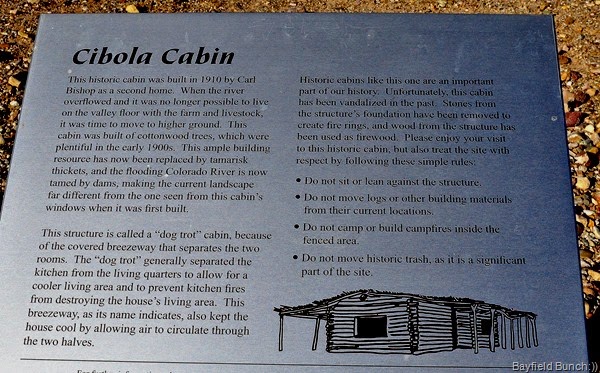 Cibola Cabin
This historic cabin was built in 1910 by Carl
Bishop as a second home. When the river
overflowed and it was no longer possible to live
on the valley floor with the farm and livestock,
it was time to move to higher ground. This
cabin was built of cottonwood trees, which were
plentiful in the early 1900s. This ample building
resource has now been replaced by tamarisk
thickets, and the flooding Colorado River is now
tamed by dams, making the current landscape
far different from the one seen from this cabin's
windows when it was first built.
This structure is called a "dog trot" cabin, because
of the covered breezeway that separates the two
rooms. The "dog trot" generally separated the
kitchen from the living quarters to allow for a
cooler living area and to prevent kitchen fires
from destroying the house's living area. This
breezeway, as its name indicates, also kept the
house cool by allowing air to circulate through
the two halves.
Historic cabins like this one are an important
part of our history. Unfortunately, this cabin
has been vandalized in the past. Stones from
the structure's foundation have been removed to
create fire rings, and wood from the structure has
been used as firewood. Please enjoy your visit
to this historic cabin, but also treat the site with
respect by following these simple rules:
• Do not sit or lean against the structure.
• Do not move logs or other building materials
from their current locations.
• Do not camp or build campfires inside the
fenced area.
• Do not move historic trash, as it is a significant
part of the site.
Bayfield Bunch:))